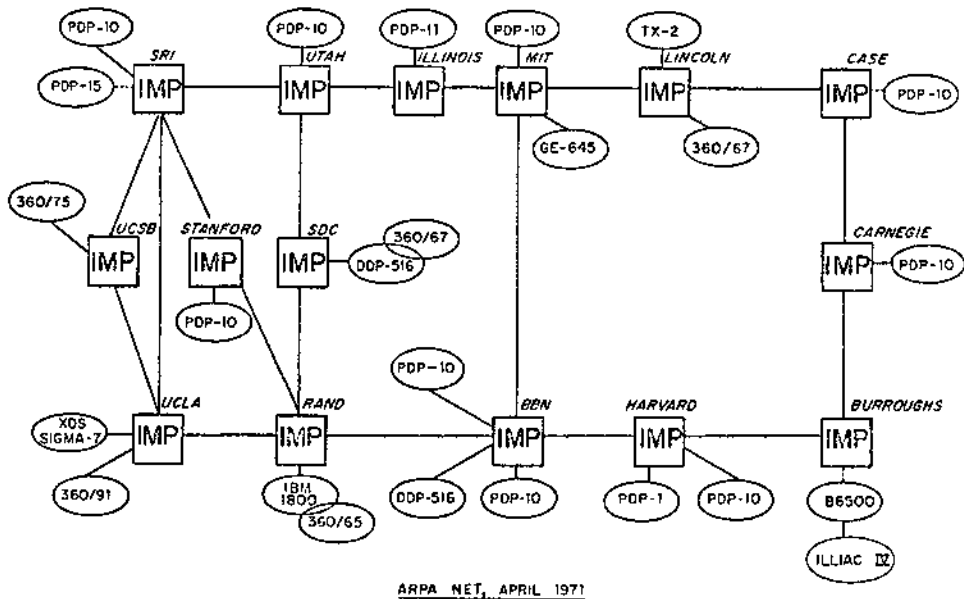 PDP-10
PDP-10
PDP-11
PDP-10
TX-2
SRI
UTAH
ILLINOIS
MIT
LINCOLN
CASE
PDP-15
IMP
IMP
IMP
IMP
IMP
IMP
PDP-10
GE-645
360/67
360/75
UCSB
STANFORD
SDC
360/67
CARNEGIE
IMP
IMP
IMP
DDP-516
IMP
PDP-10
PDP-10
PDP-10
UCLA
RAND
BBN
HARVARD
BURROUGHS
XDS
SIGMA-7
IMP
IMP
IMP
IMP
IMP
360/91
IBM
1800
360/65
DDP-516
PDP-10
PDP-1
PDP-10
B6500
ILLIAC IV
ARPA NET, APRIL 1971